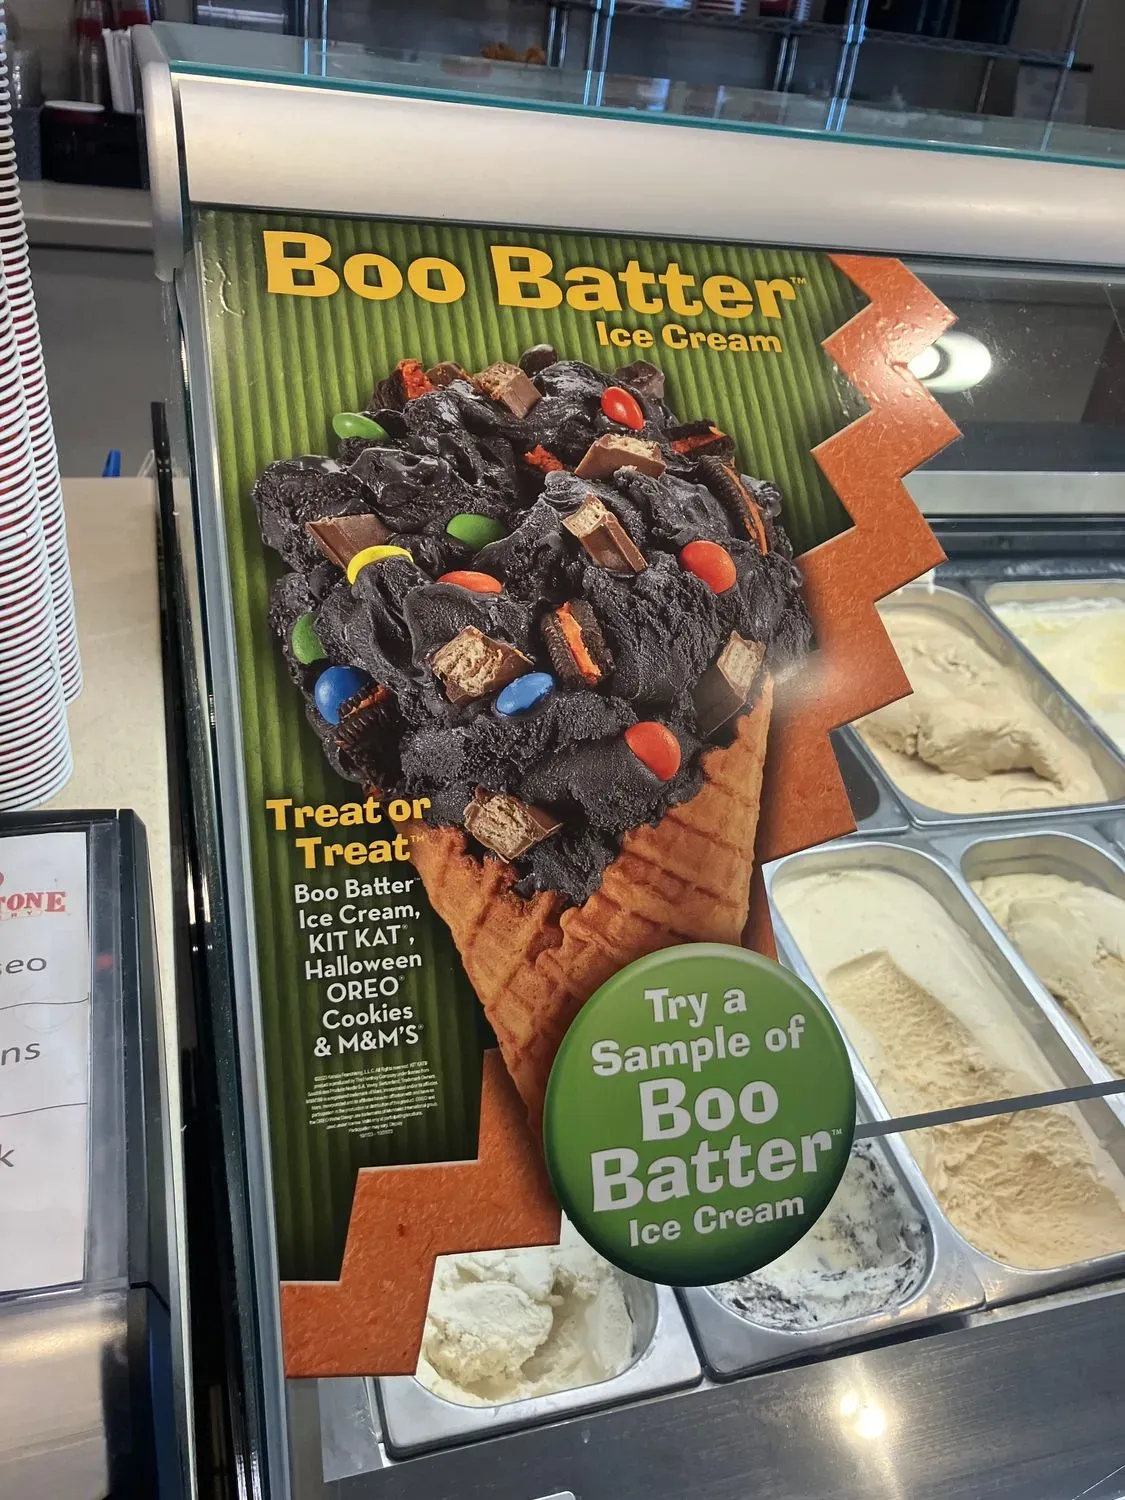 Boo Batter™
Ice Cream
Treat or
Treat™
Boo Batter™
Ice Cream,
KIT KAT®,
Halloween
OREO®
Cookies
& M&M'S®
Try a
Sample of
Boo
Batter™
Ice Cream
TONE
seo
ns
k